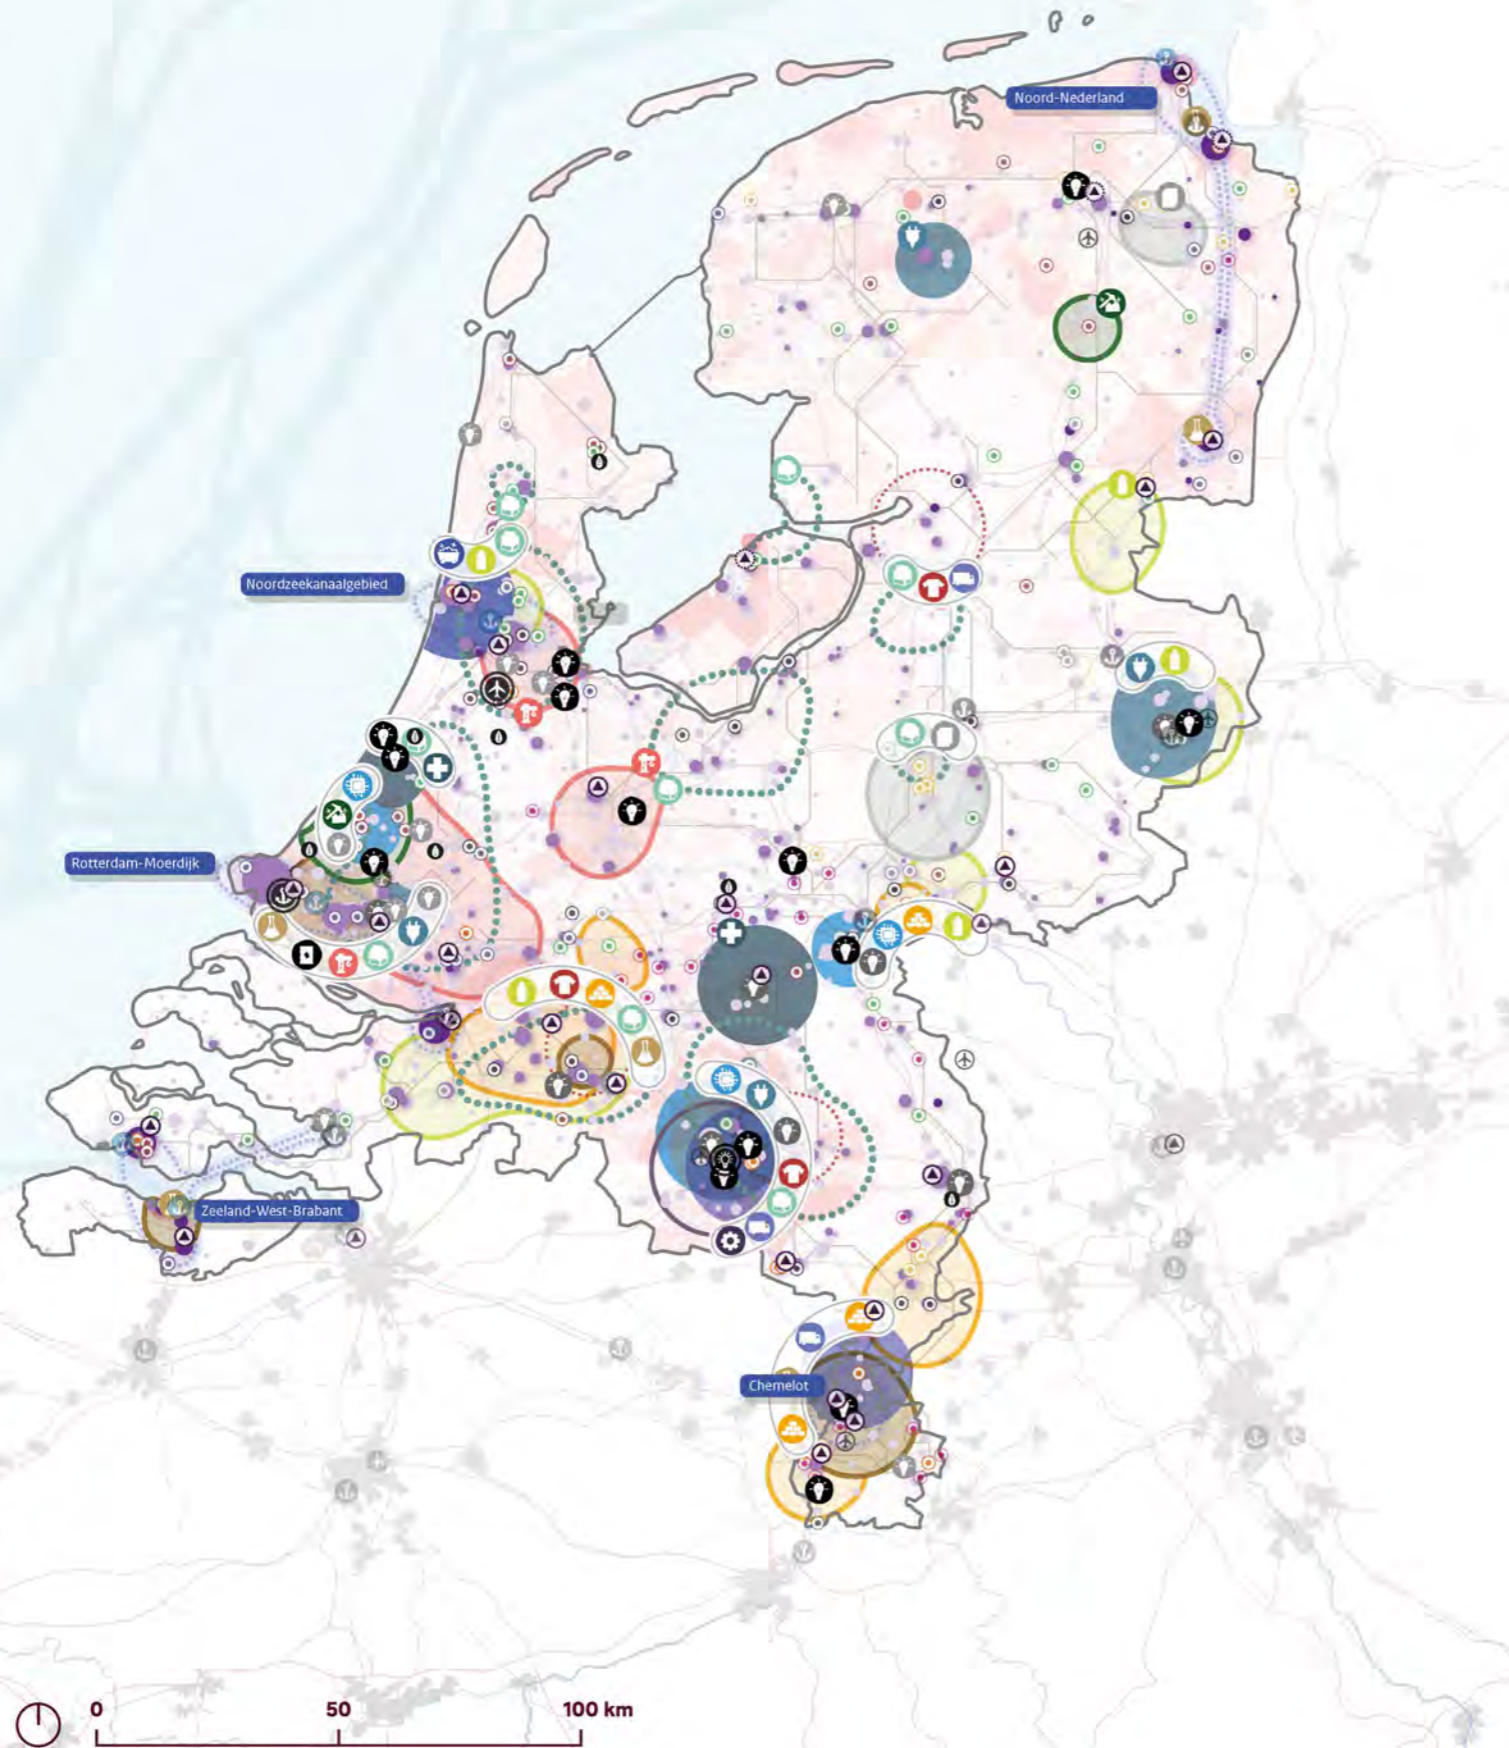 Noord-Nederland
Noordzeekanaalgebied
Rotterdam-Moerdijk
Zeeland-West-Brabant
Chemelot
0 50 100 km